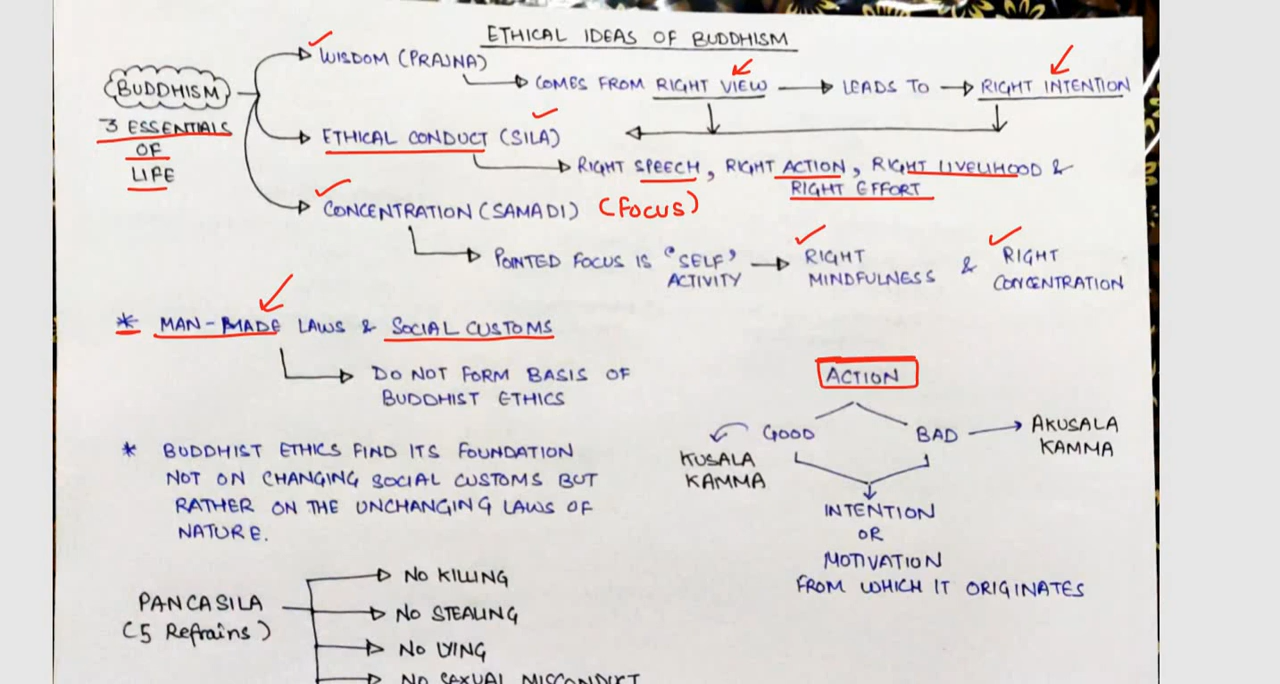 ETHICAL IDEAS OF BUDDHISM
BUDDHISM
3 ESSENTIALS
OF
LIFE
WISDOM (PRAJNA)
COMES FROM RIGHT VIEW
LEADS TO
RIGHT INTENTION
ETHICAL CONDUCT (SILA)
RIGHT SPEECH, RIGHT ACTION, RIGHT LIVELIHOOD &
RIGHT EFFORT
CONCENTRATION (SAMADI) (FOCUS)
POINTED FOCUS IS "SELF"
ACTIVITY
RIGHT
MINDFULNESS
&
RIGHT
CONCENTRATION
* MAN-MADE LAWS & SOCIAL CUSTOMS
DO NOT FORM BASIS OF
BUDDHIST ETHICS
* BUDDHIST ETHICS FIND ITS FOUNDATION
NOT ON CHANGING SOCIAL CUSTOMS BUT
RATHER ON THE UNCHANGING LAWS OF
NATURE.
ACTION
GOOD
BAD
KUSALA
KAMMA
AKUSALA
KAMMA
INTENTION
OR
MOTIVATION
FROM WHICH IT ORIGINATES
PANCASILA
(5 Refrains)
NO KILLING
NO STEALING
NO LYING
NO SEXUAL MISCONDUCT